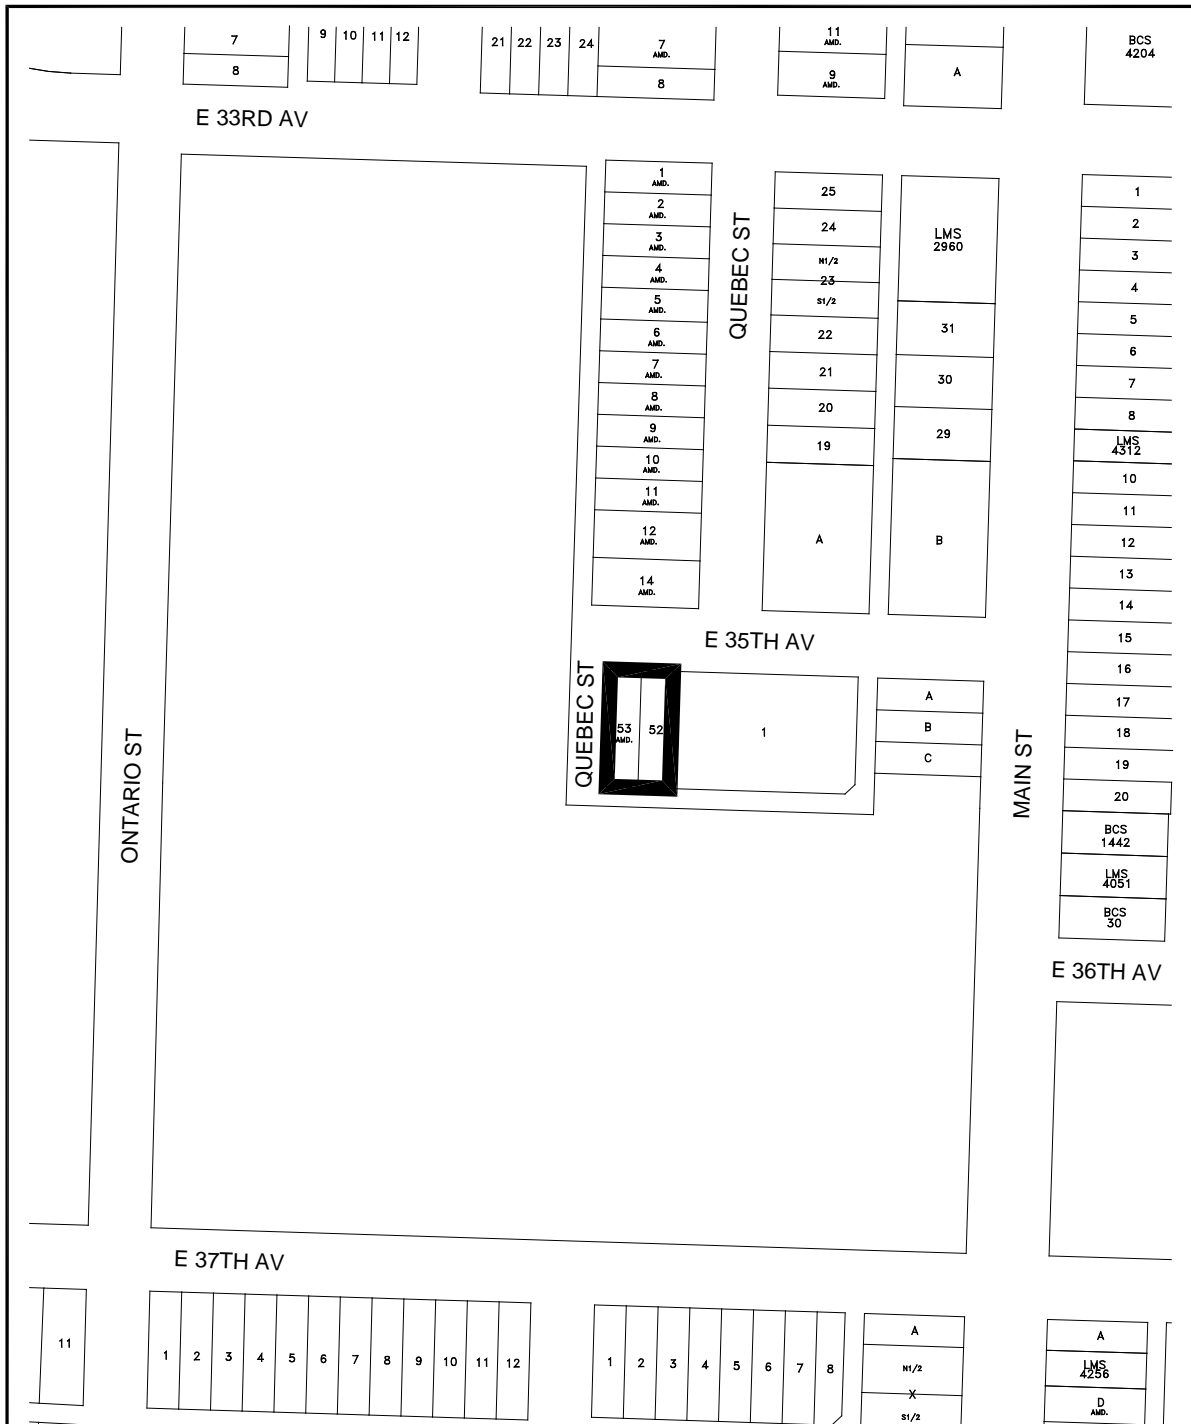 7
8
9 10 11 12
21 22 23 24
7
AMD.
8
11
AMD.
9
AMD.
A
BCS
4204
E 33RD AV
1
AMD.
2
AMD.
3
AMD.
4
AMD.
5
AMD.
6
AMD.
7
AMD.
8
AMD.
9
AMD.
10
AMD.
11
AMD.
12
AMD.
14
AMD.
QUEBEC ST
25
24
N1/2
23
S1/2
22
21
20
19
A
LMS
2960
31
30
29
B
1
2
3
4
5
6
7
8
LMS
4312
10
11
12
13
14
15
16
17
18
19
20
BCS
1442
LMS
4051
BCS
30
E 35TH AV
QUEBEC ST
53
AMD.
52
1
A
B
C
ONTARIO ST
MAIN ST
E 36TH AV
E 37TH AV
11
1 2 3 4 5 6 7 8 9 10 11 12
1 2 3 4 5 6 7 8
A
N1/2
X
S1/2
A
LMS
4256
D
AMD.